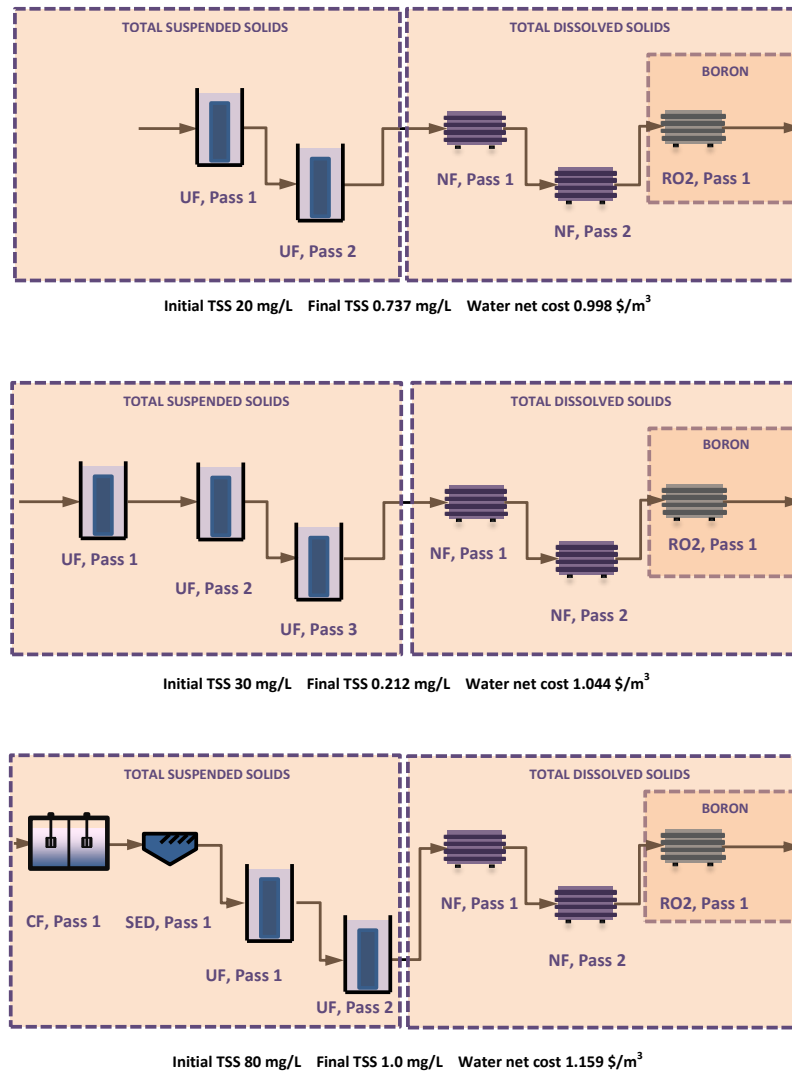 TOTAL SUSPENDED SOLIDS
TOTAL DISSOLVED SOLIDS
BORON
UF, Pass 1
UF, Pass 2
NF, Pass 1
NF, Pass 2
RO2, Pass 1
Initial TSS 20 mg/L Final TSS 0.737 mg/L Water net cost 0.998 $/m³
TOTAL SUSPENDED SOLIDS
TOTAL DISSOLVED SOLIDS
BORON
UF, Pass 1
UF, Pass 2
UF, Pass 3
NF, Pass 1
NF, Pass 2
RO2, Pass 1
Initial TSS 30 mg/L Final TSS 0.212 mg/L Water net cost 1.044 $/m³
TOTAL SUSPENDED SOLIDS
TOTAL DISSOLVED SOLIDS
BORON
CF, Pass 1
SED, Pass 1
UF, Pass 1
UF, Pass 2
NF, Pass 1
NF, Pass 2
RO2, Pass 1
Initial TSS 80 mg/L Final TSS 1.0 mg/L Water net cost 1.159 $/m³